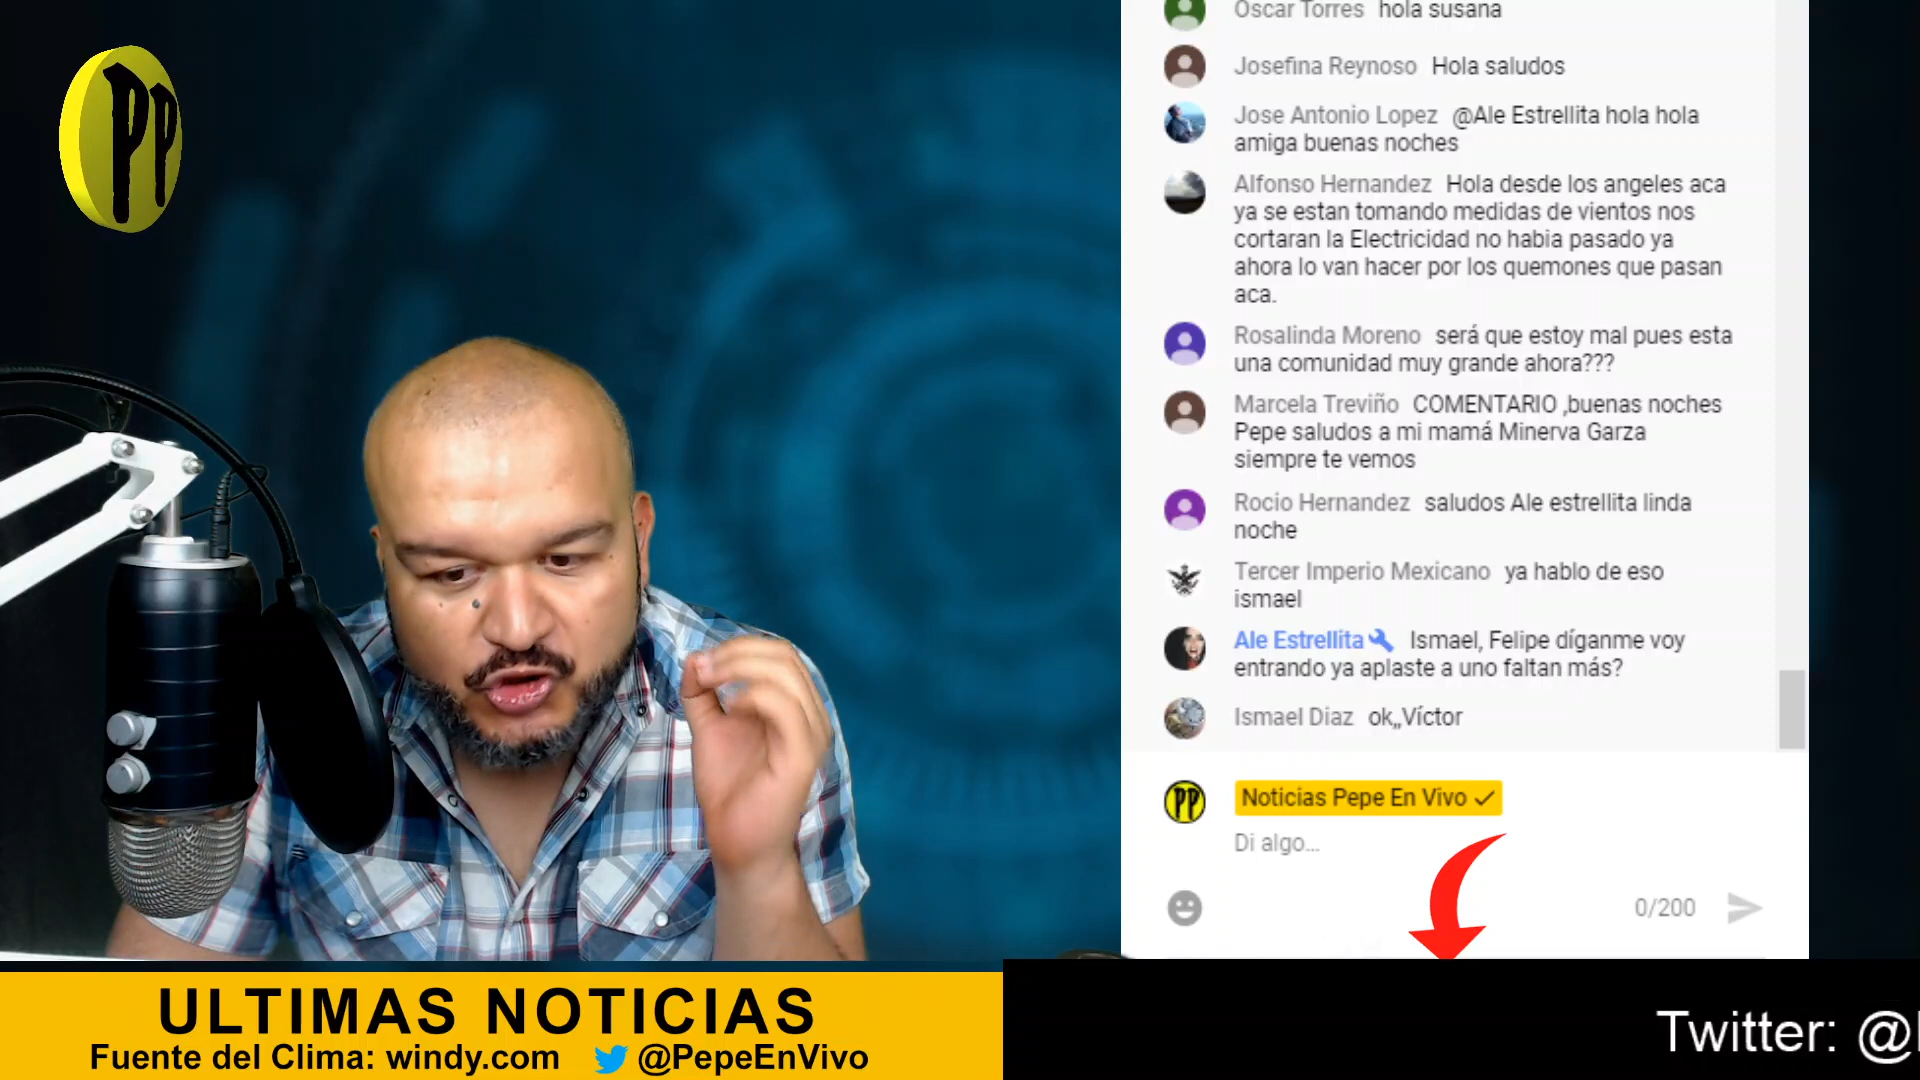 PP
Oscar Torres hola susana
Josefina Reynoso Hola saludos
Jose Antonio Lopez @Ale Estrellita hola hola
amiga buenas noches
Alfonso Hernandez Hola desde los angeles aca
ya se estan tomando medidas de vientos nos
cortaran la Electricidad no habia pasado ya
ahora lo van hacer por los quemones que pasan
aca.
Rosalinda Moreno será que estoy mal pues esta
una comunidad muy grande ahora???
Marcela Treviño COMENTARIO ,buenas noches
Pepe saludos a mi mamá Minerva Garza
siempre te vemos
Rocio Hernandez saludos Ale estrellita linda
noche
Tercer Imperio Mexicano ya hablo de eso
ismael
Ale Estrellita Ismael, Felipe díganme voy
entrando ya aplaste a uno faltan más?
Ismael Diaz ok,,Víctor
PP
Noticias Pepe En Vivo
Di algo...
0/200
ULTIMAS NOTICIAS
Fuente del Clima: windy.com @PepeEnVivo
Twitter: @